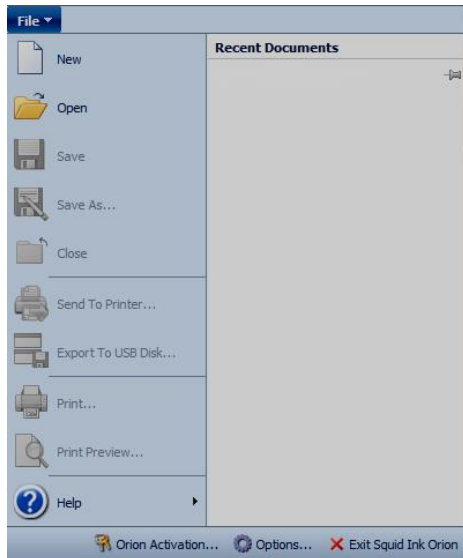 File
New
Recent Documents
Open
Save
Save As...
Close
Send To Printer...
Export To USB Disk...
Print...
Print Preview...
Help
Orion Activation... Options... Exit Squid Ink Orion